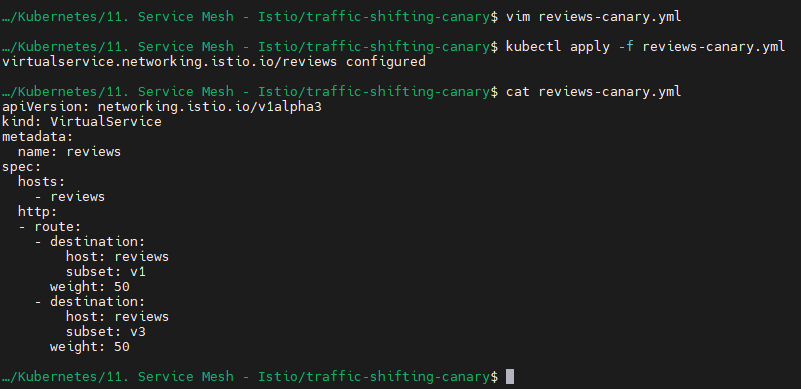 …/Kubernetes/11. Service Mesh - Istio/traffic-shifting-canary$ vim reviews-canary.yml
…/Kubernetes/11. Service Mesh - Istio/traffic-shifting-canary$ kubectl apply -f reviews-canary.yml
virtualservice.networking.istio.io/reviews configured
…/Kubernetes/11. Service Mesh - Istio/traffic-shifting-canary$ cat reviews-canary.yml
apiVersion: networking.istio.io/v1alpha3
kind: VirtualService
metadata:
  name: reviews
spec:
  hosts:
    - reviews
  http:
  - route:
    - destination:
        host: reviews
        subset: v1
      weight: 50
    - destination:
        host: reviews
        subset: v3
      weight: 50
…/Kubernetes/11. Service Mesh - Istio/traffic-shifting-canary$